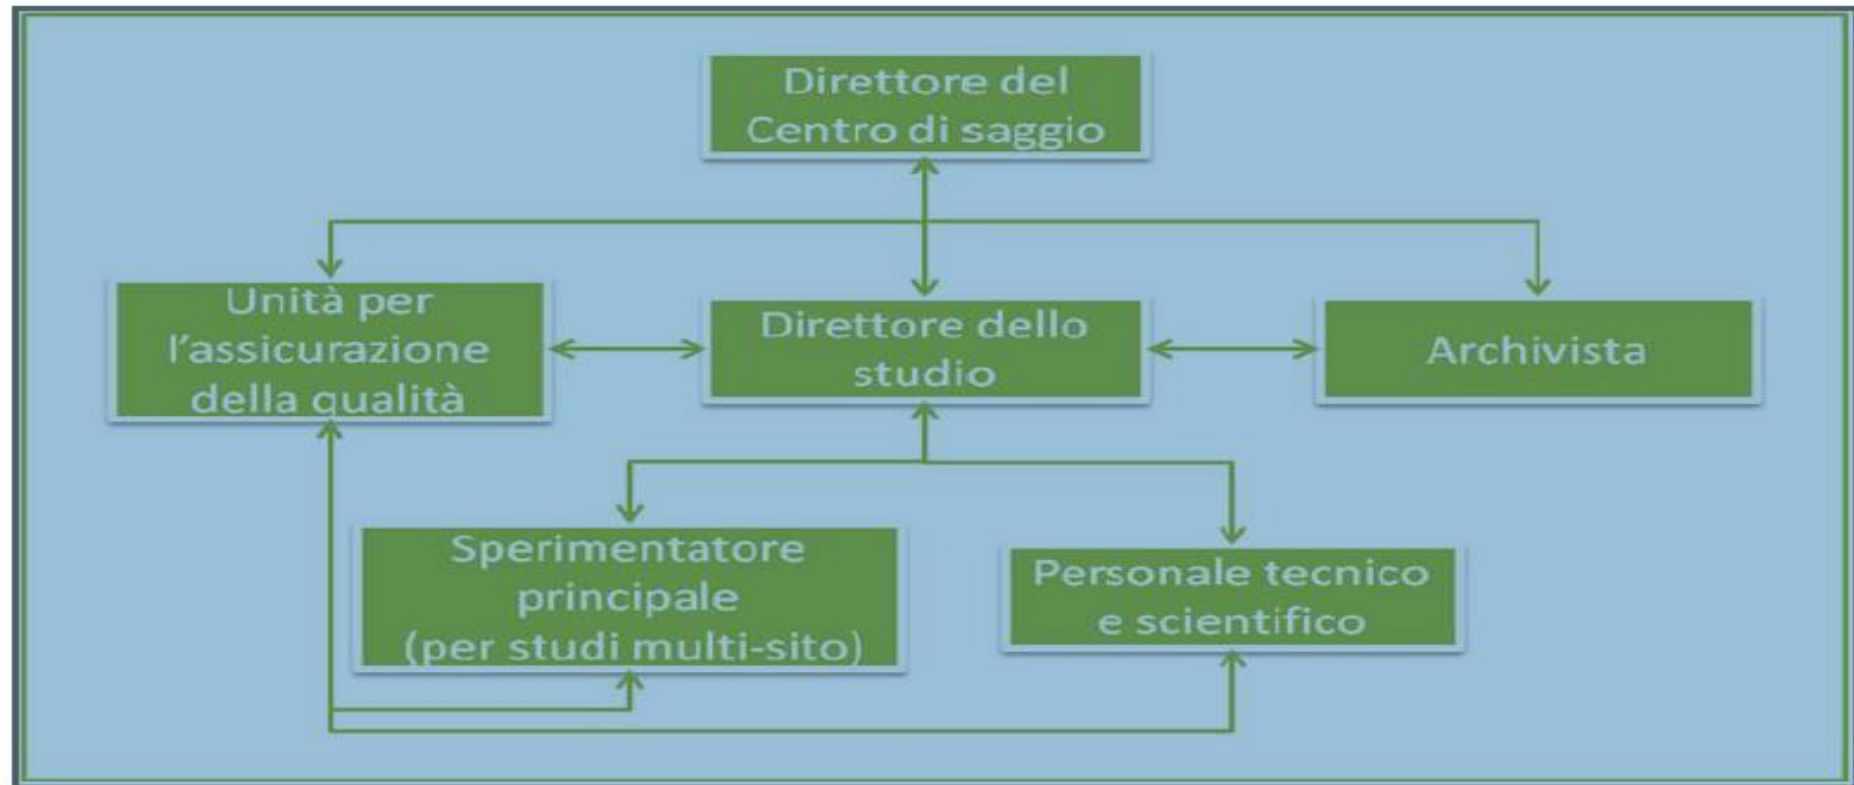 Direttore del
Centro di saggio
Unità per
l'assicurazione
della qualità
Direttore dello
studio
Archivista
Sperimentatore
principale
(per studi multi-sito)
Personale tecnico
e scientifico